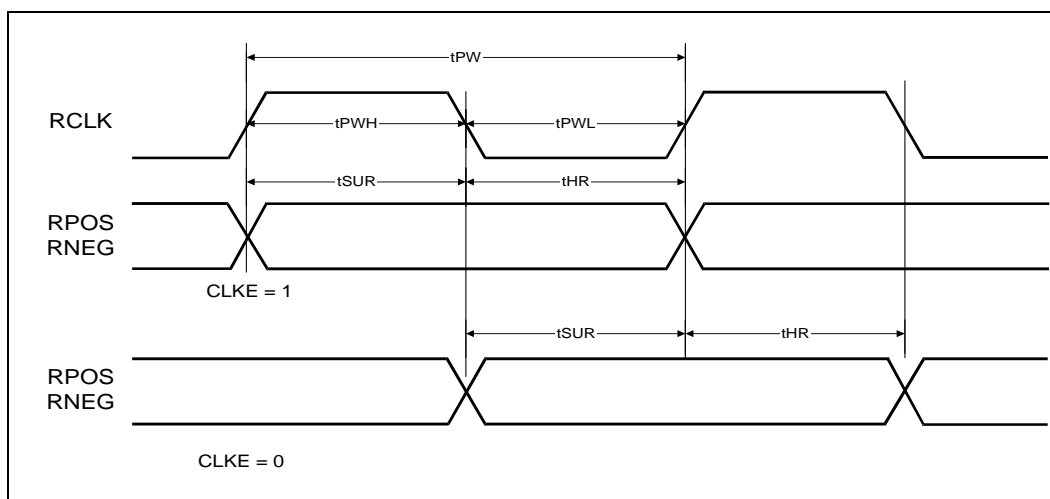 tPW
RCLK
tPWH
tPWL
tSUR
tHR
RPOS
RNEG
CLKE = 1
tSUR
tHR
RPOS
RNEG
CLKE = 0